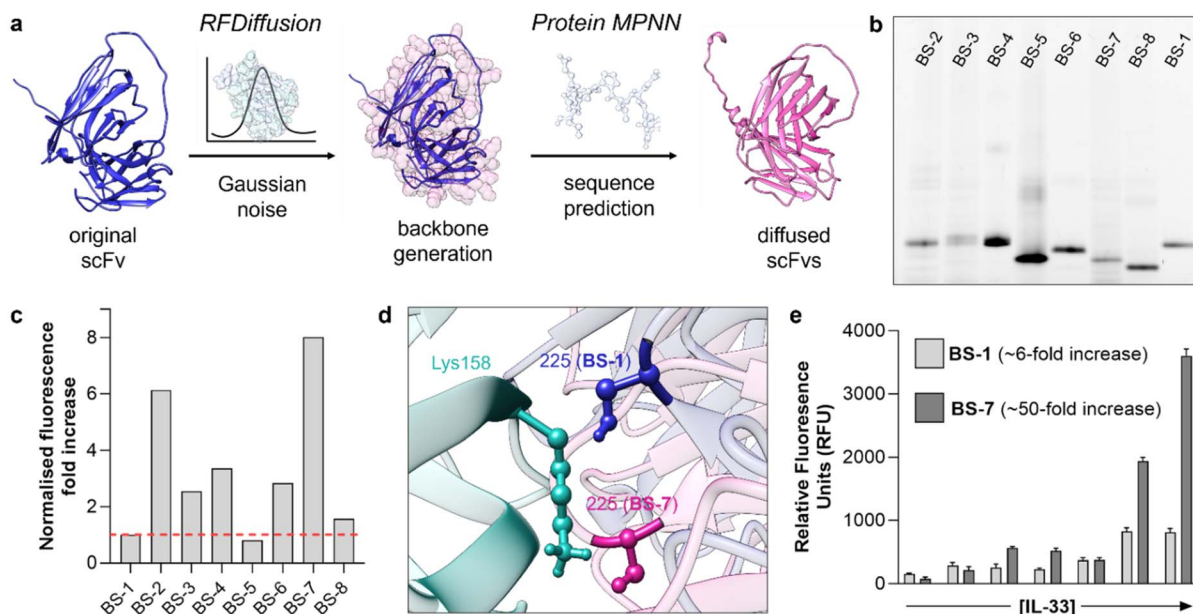 a
RFDiffusion
Protein MPNN
Gaussian
noise
sequence
prediction
original
scFv
backbone
generation
diffused
scFvs
b
BS-2
BS-3
BS-4
BS-5
BS-6
BS-7
BS-8
BS-1
c
Normalised fluorescence
fold increase
8
6
4
2
0
BS-1
BS-2
BS-3
BS-4
BS-5
BS-6
BS-7
BS-8
d
Lys158
225 (BS-1)
225 (BS-7)
e
Relative Fluoresence
Units (RFU)
4000
3000
2000
1000
0
BS-1 (~6-fold increase)
BS-7 (~50-fold increase)
[IL-33]